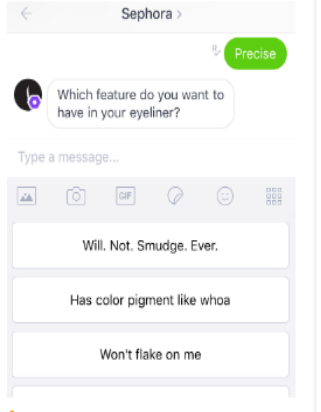 Sephora >
Precise
Which feature do you want to
have in your eyeliner?
Type a message...
GIF
Will. Not. Smudge. Ever.
Has color pigment like whoa
Won't flake on me